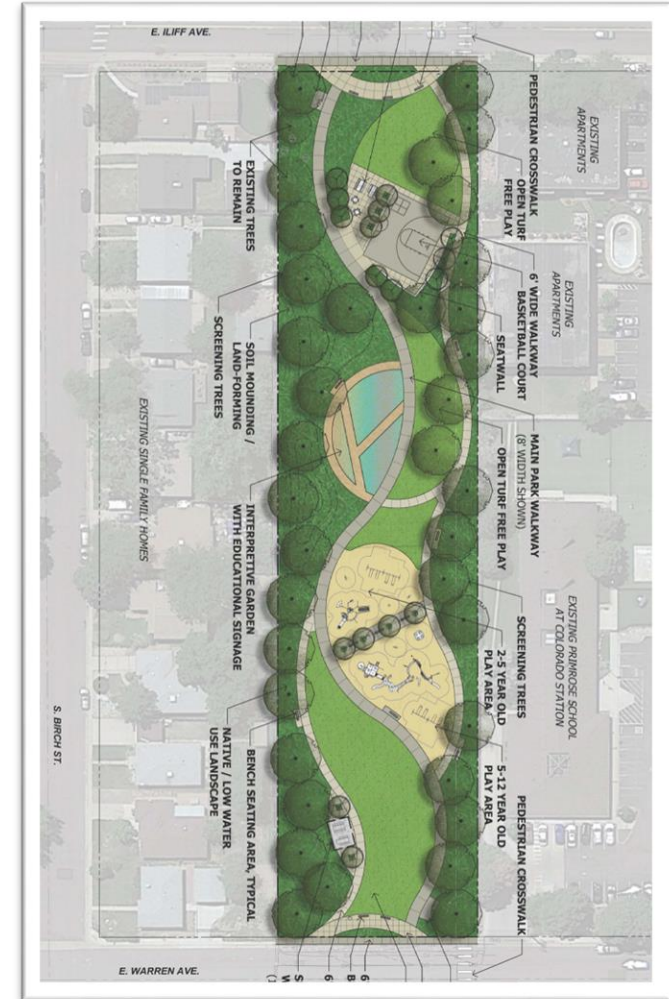 E. ILIFF AVE.
PEDESTRIAN CROSSWALK
OPEN TURF
FREE PLAY
EXISTING
APARTMENTS
EXISTING TREES
TO REMAIN
6' WIDE WALKWAY
BASKETBALL COURT
SEATWALL
EXISTING
APARTMENTS
SCREENING TREES
SOIL MOUNDING /
LAND-FORMING
MAIN PARK WALKWAY
(8' WIDTH SHOWN)
OPEN TURF FREE PLAY
EXISTING SINGLE FAMILY HOMES
INTERPRETIVE GARDEN
WITH EDUCATIONAL SIGNAGE
SCREENING TREES
2-5 YEAR OLD
PLAY AREA
EXISTING PRIMROSE SCHOOL
AT COLORADO STATION
5-12 YEAR OLD
PLAY AREA
PEDESTRIAN CROSSWALK
S. BIRCH ST.
NATIVE / LOW WATER
USE LANDSCAPE
BENCH SEATING AREA, TYPICAL
E. WARREN AVE.